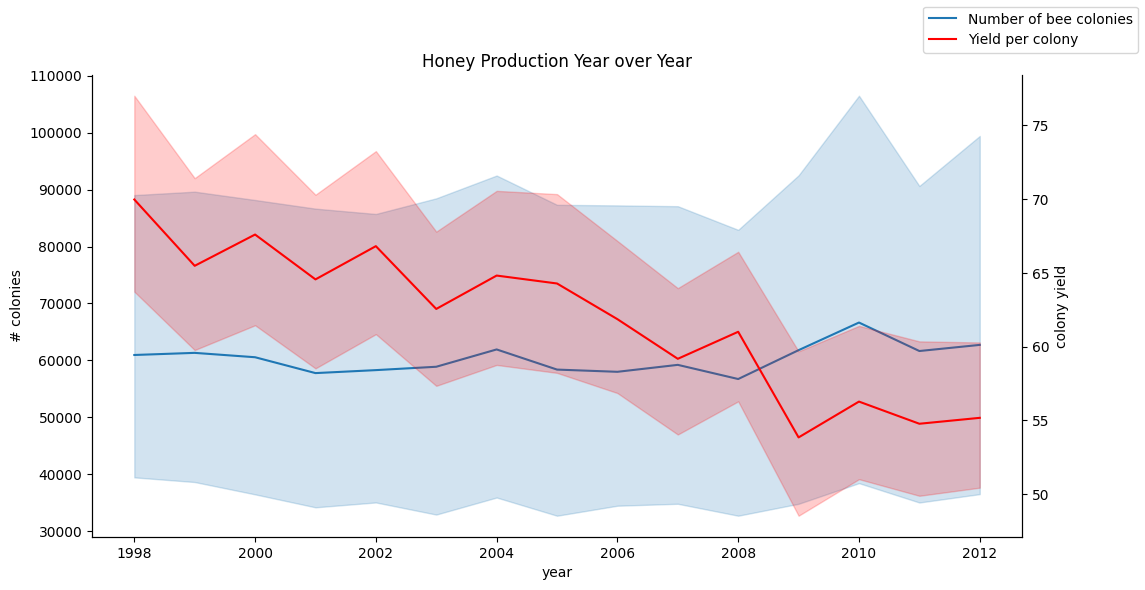 Number of bee colonies
Yield per colony
Honey Production Year over Year
110000
100000
90000
80000
70000
60000
50000
40000
30000
# colonies
75
70
65
60
55
50
colony yield
1998 2000 2002 2004 2006 2008 2010 2012
year